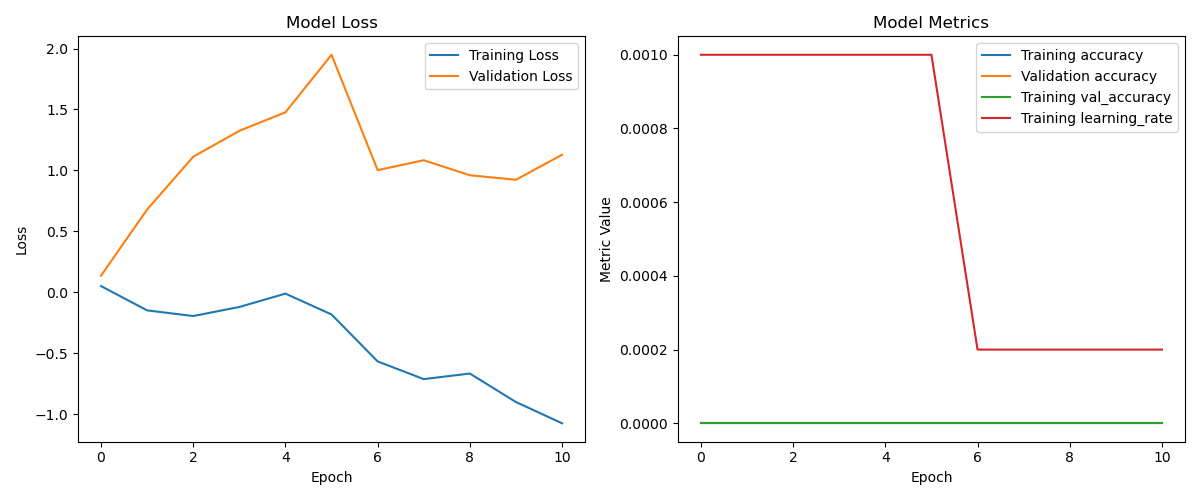 Model Loss
Training Loss
Validation Loss
2.0
1.5
1.0
0.5
0.0
−0.5
−1.0
Loss
0 2 4 6 8 10
Epoch
Model Metrics
Training accuracy
Validation accuracy
Training val_accuracy
Training learning_rate
0.0010
0.0008
0.0006
0.0004
0.0002
0.0000
Metric Value
0 2 4 6 8 10
Epoch